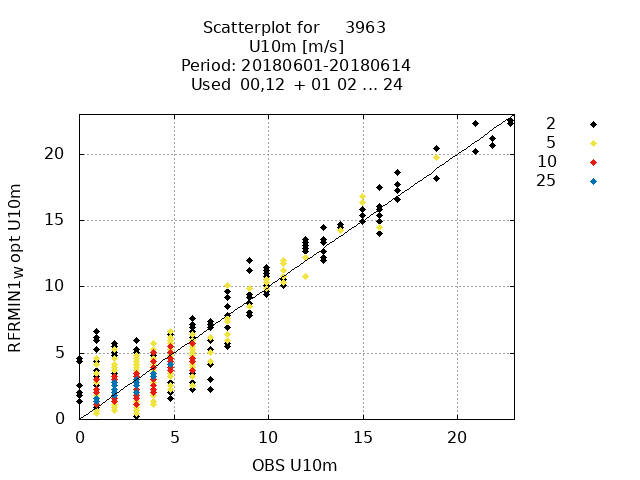 Scatterplot for 3963
U10m [m/s]
Period: 20180601-20180614
Used 00,12 + 01 02 ... 24
2
5
10
25
20
15
10
5
0
RFRMIN1w opt U10m
0 5 10 15 20
OBS U10m